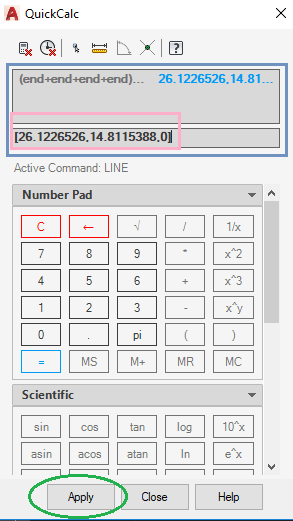 QuickCalc
(end+end+end+end)... 26.1226526,14.81...
[26.1226526,14.8115388,0]
Active Command: LINE
Number Pad
C ← √ / 1/x
7 8 9 * x^2
4 5 6 + x^3
1 2 3 - x^y
0 . pi ( )
= MS M+ MR MC
Scientific
sin cos tan log 10^x
asin acos atan ln e^x
Apply Close Help